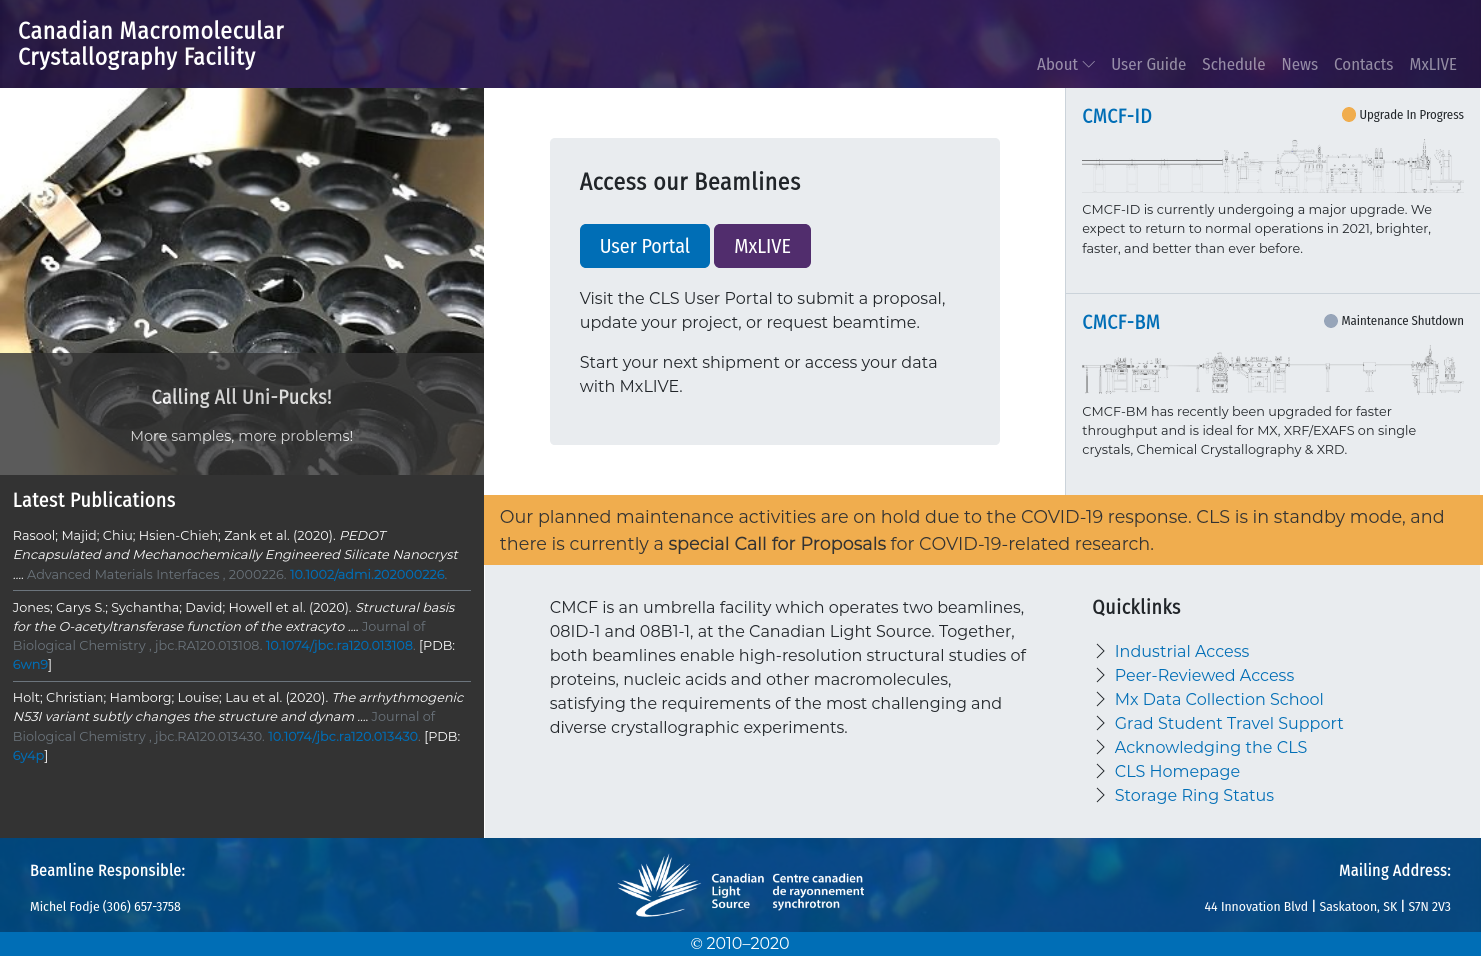 Canadian Macromolecular
Crystallography Facility
About
User Guide
Schedule
News
Contacts
MxLIVE
Calling All Uni-Pucks!
More samples, more problems!
Latest Publications
Rasool; Majid; Chiu; Hsien-Chieh; Zank et al. (2020). PEDOT
Encapsulated and Mechanochemically Engineered Silicate Nanocryst
.... Advanced Materials Interfaces , 2000226. 10.1002/admi.202000226.
Jones; Carys S.; Sychantha; David; Howell et al. (2020). Structural basis
for the O-acetyltransferase function of the extracyto .... Journal of
Biological Chemistry , jbc.RA120.013108. 10.1074/jbc.ra120.013108. [PDB:
6wn9]
Holt; Christian; Hamborg; Louise; Lau et al. (2020). The arrhythmogenic
N53I variant subtly changes the structure and dynam .... Journal of
Biological Chemistry , jbc.RA120.013430. 10.1074/jbc.ra120.013430. [PDB:
6y4p]
Access our Beamlines
User Portal
MxLIVE
Visit the CLS User Portal to submit a proposal,
update your project, or request beamtime.
Start your next shipment or access your data
with MxLIVE.
CMCF-ID
Upgrade In Progress
CMCF-ID is currently undergoing a major upgrade. We
expect to return to normal operations in 2021, brighter,
faster, and better than ever before.
CMCF-BM
Maintenance Shutdown
CMCF-BM has recently been upgraded for faster
throughput and is ideal for MX, XRF/EXAFS on single
crystals, Chemical Crystallography & XRD.
Our planned maintenance activities are on hold due to the COVID-19 response. CLS is in standby mode, and
there is currently a special Call for Proposals for COVID-19-related research.
CMCF is an umbrella facility which operates two beamlines,
08ID-1 and 08B1-1, at the Canadian Light Source. Together,
both beamlines enable high-resolution structural studies of
proteins, nucleic acids and other macromolecules,
satisfying the requirements of the most challenging and
diverse crystallographic experiments.
Quicklinks
Industrial Access
Peer-Reviewed Access
Mx Data Collection School
Grad Student Travel Support
Acknowledging the CLS
CLS Homepage
Storage Ring Status
Beamline Responsible:
Michel Fodje (306) 657-3758
Canadian
Light
Source
Centre canadien
de rayonnement
synchrotron
Mailing Address:
44 Innovation Blvd | Saskatoon, SK | S7N 2V3
© 2010–2020